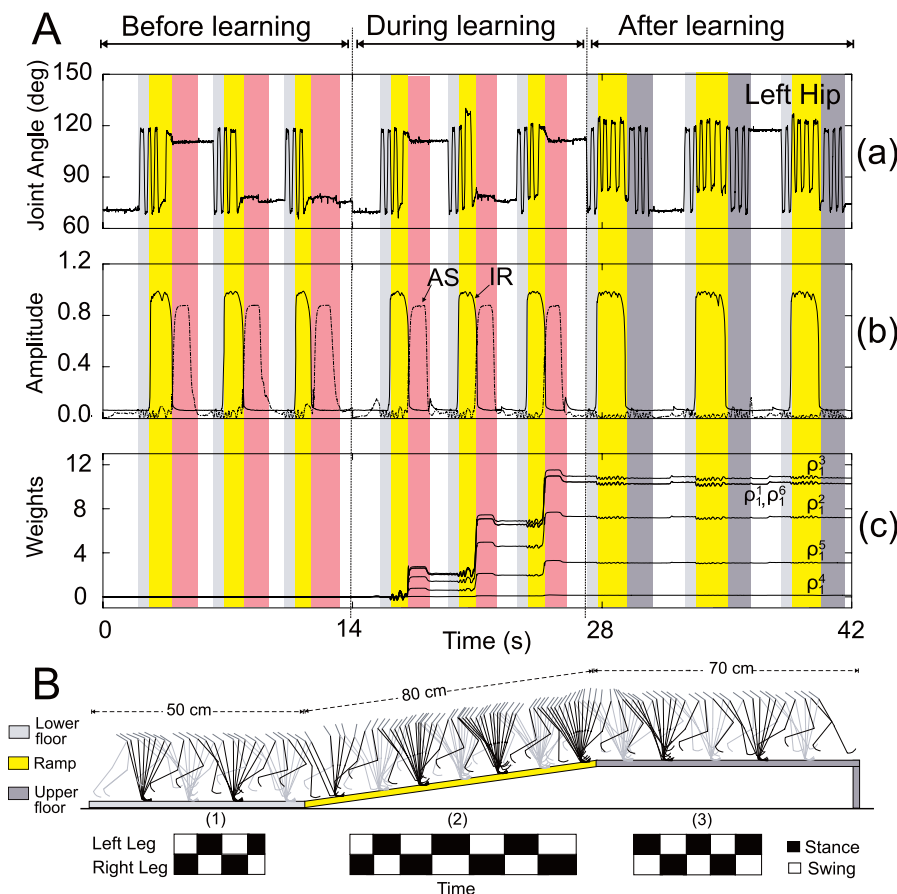 A
Before learning
During learning
After learning
Joint Angle (deg)
150
120
90
60
Left Hip
(a)
Amplitude
1.2
0.8
0.4
0.0
AS
IR
(b)
Weights
12
8
4
0
ρ₁³
ρ₁¹,ρ₁⁶
ρ₁²
ρ₁⁵
ρ₁⁴
(c)
0
14
28
42
Time (s)
B
50 cm
80 cm
70 cm
Lower floor
Ramp
Upper floor
(1)
(2)
(3)
Left Leg
Right Leg
Time
Stance
Swing